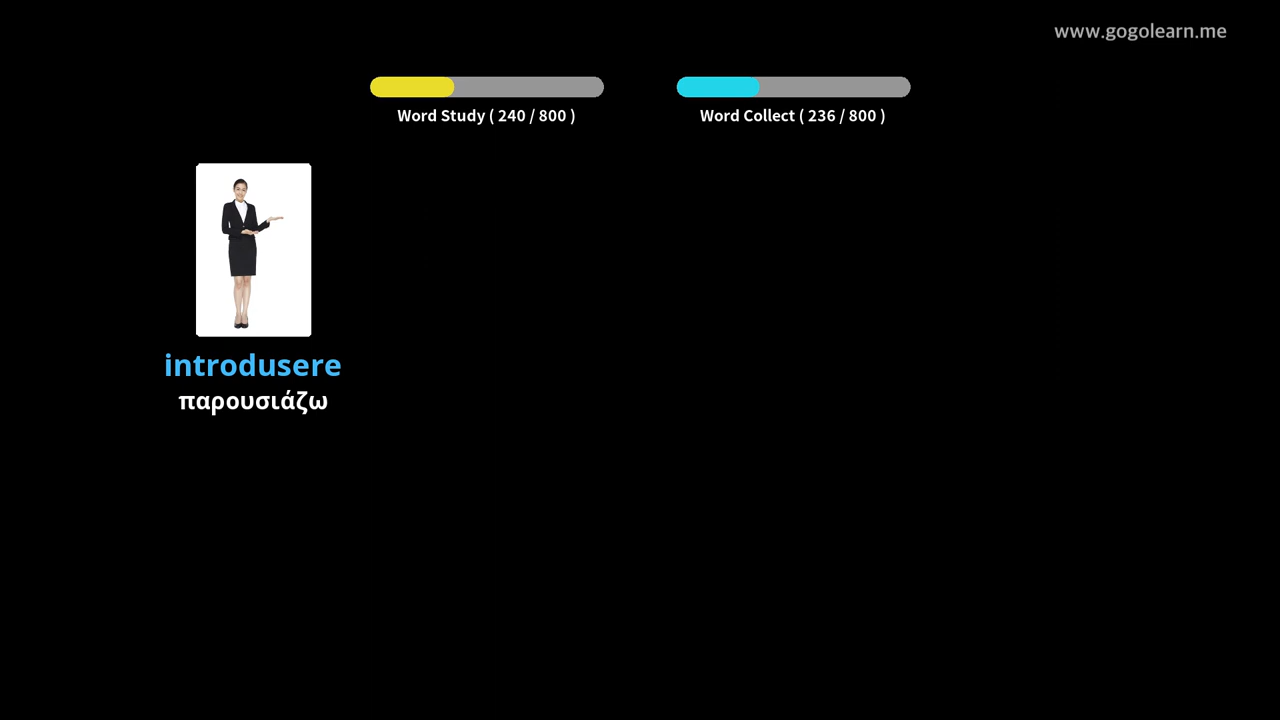 www.gogolearn.me
Word Study ( 240 / 800 )
Word Collect ( 236 / 800 )
introdusere
παρουσιάζω